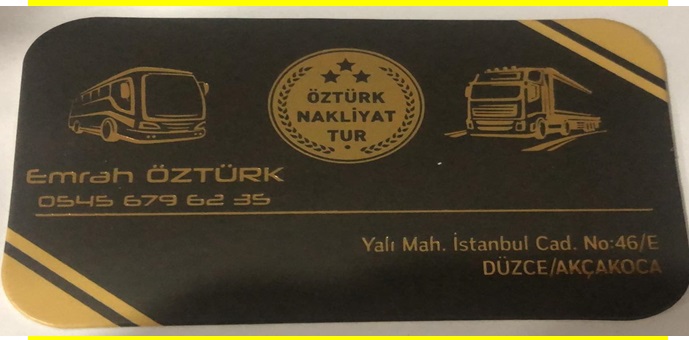 ÖZTÜRK
NAKLİYAT
TUR
Emrah ÖZTÜRK
0545 679 62 35
Yalı Mah. İstanbul Cad. No:46/E
DÜZCE/AKÇAKOCA